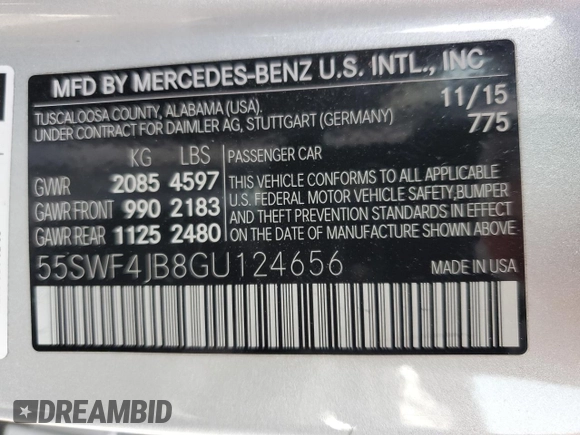 MFD BY MERCEDES-BENZ U.S. INTL., INC
TUSCALOOSA COUNTY, ALABAMA (USA). 11/15
UNDER CONTRACT FOR DAIMLER AG, STUTTGART (GERMANY) 775
KG LBS PASSENGER CAR
GVWR 2085 4597
GAWR FRONT 990 2183
GAWR REAR 1125 2480
THIS VEHICLE CONFORMS TO ALL APPLICABLE
U.S. FEDERAL MOTOR VEHICLE SAFETY,BUMPER
AND THEFT PREVENTION STANDARDS IN EFFECT
ON THE DATE OF MANUFACTURE SHOWN ABOVE
55SWF4JB8GU124656
DREAMBID